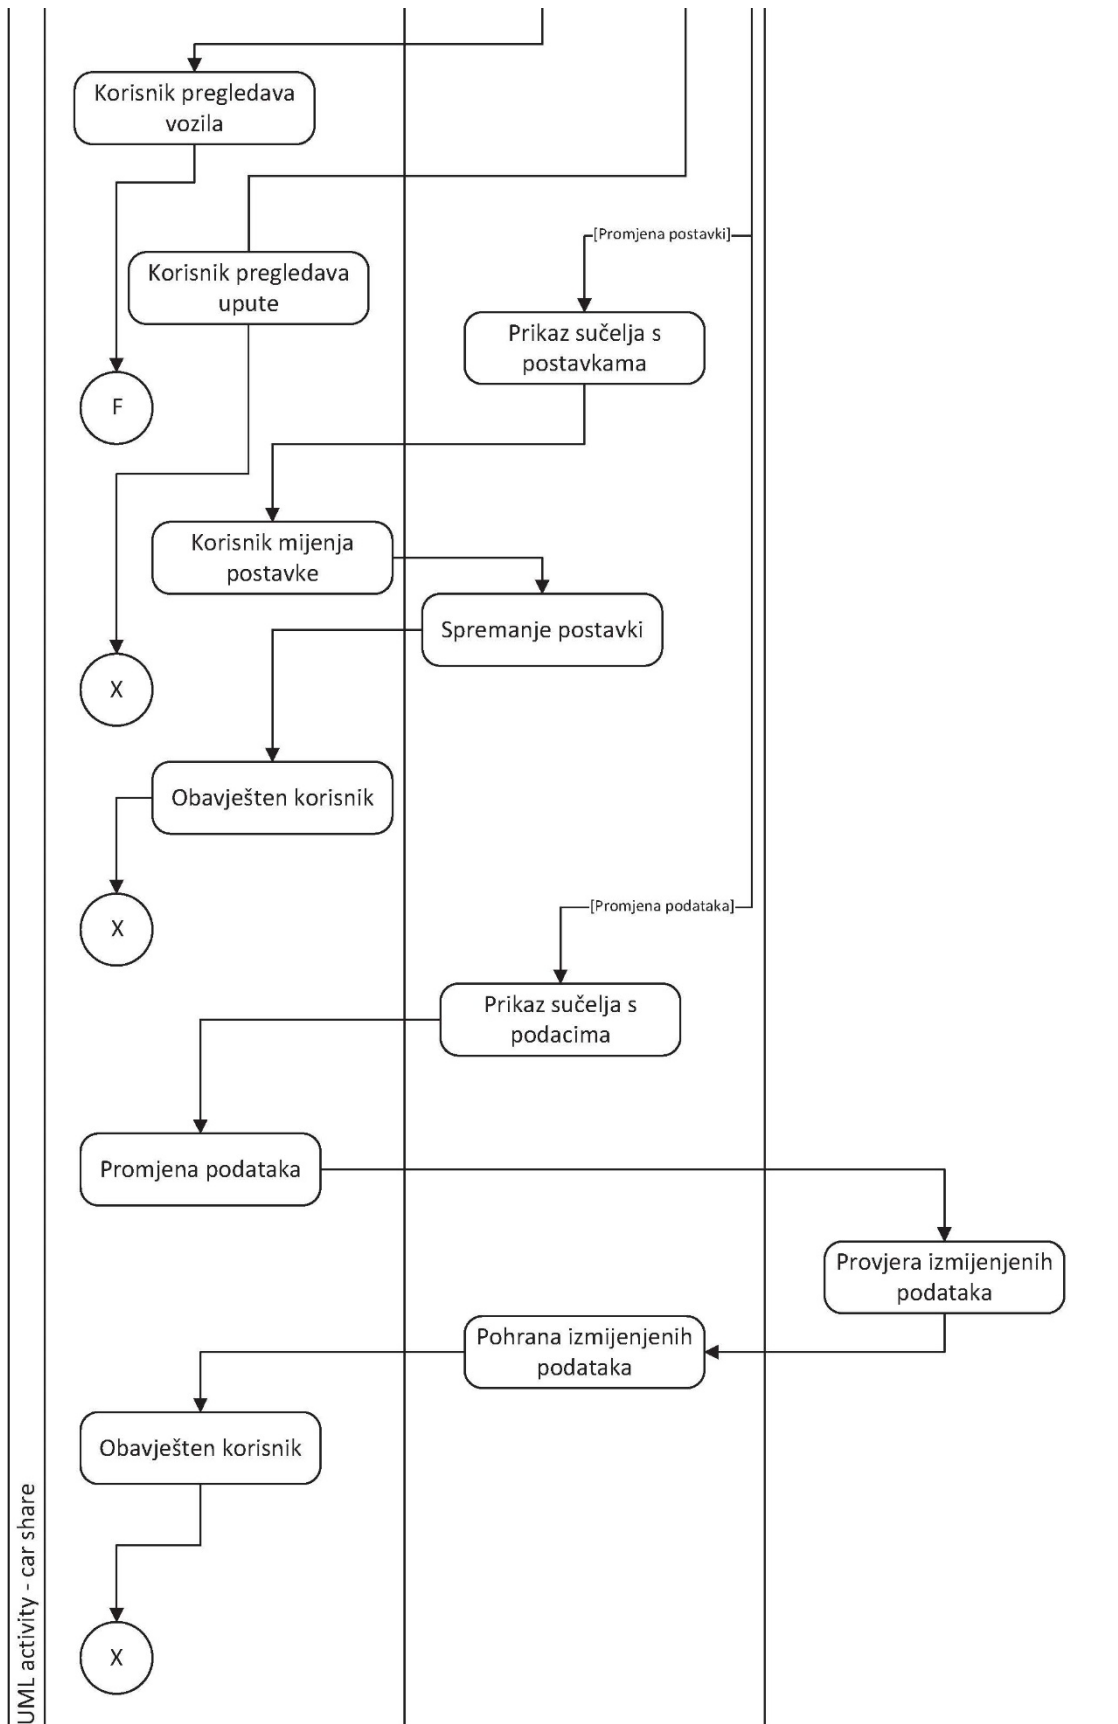 Korisnik pregledava
vozila
[Promjena postavki]
Korisnik pregledava
upute
Prikaz sučelja s
postavkama
F
Korisnik mijenja
postavke
Spremanje postavki
X
Obavješten korisnik
[Promjena podataka]
X
Prikaz sučelja s
podacima
Promjena podataka
Provjera izmijenjenih
podataka
Pohrana izmijenjenih
podataka
Obavješten korisnik
X
UML activity - car share